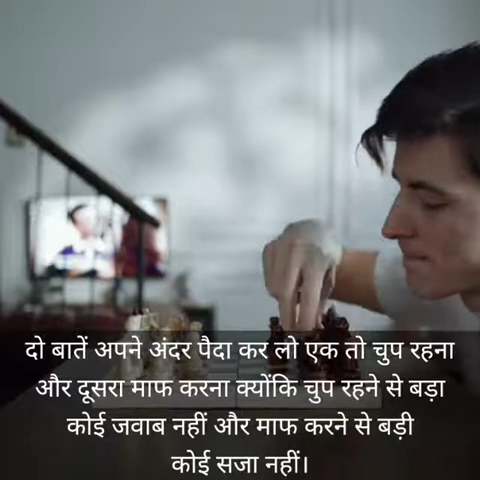 दो बातें अपने अंदर पैदा कर लो एक तो चुप रहना
और दूसरा माफ करना क्योंकि चुप रहने से बड़ा
कोई जवाब नहीं और माफ करने से बड़ी
कोई सजा नहीं।